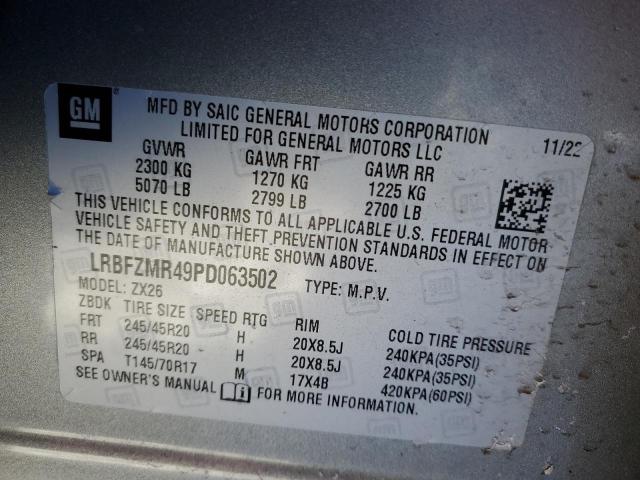 GM
MFD BY SAIC GENERAL MOTORS CORPORATION
LIMITED FOR GENERAL MOTORS LLC 11/22
GVWR GAWR FRT GAWR RR
2300 KG 1270 KG 1225 KG
5070 LB 2799 LB 2700 LB
THIS VEHICLE CONFORMS TO ALL APPLICABLE U.S. FEDERAL MOTOR
VEHICLE SAFETY AND THEFT PREVENTION STANDARDS IN EFFECT ON
THE DATE OF MANUFACTURE SHOWN ABOVE.
LRBFZMR49PD063502 TYPE: M.P.V.
MODEL: ZX26
ZBDK TIRE SIZE SPEED RTG RIM COLD TIRE PRESSURE
FRT 245/45R20 H 20X8.5J 240KPA(35PSI)
RR 245/45R20 H 20X8.5J 240KPA(35PSI)
SPA T145/70R17 M 17X4B 420KPA(60PSI)
SEE OWNER'S MANUAL FOR MORE INFORMATION.